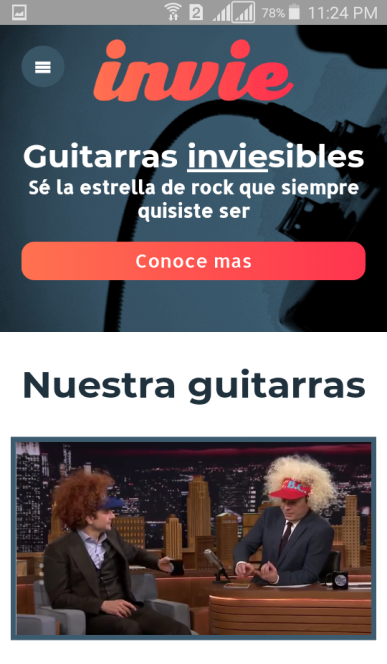 2 78% 11:24 PM
invie
Guitarras inviesibles
Sé la estrella de rock que siempre
quisiste ser
Conoce mas
Nuestra guitarras